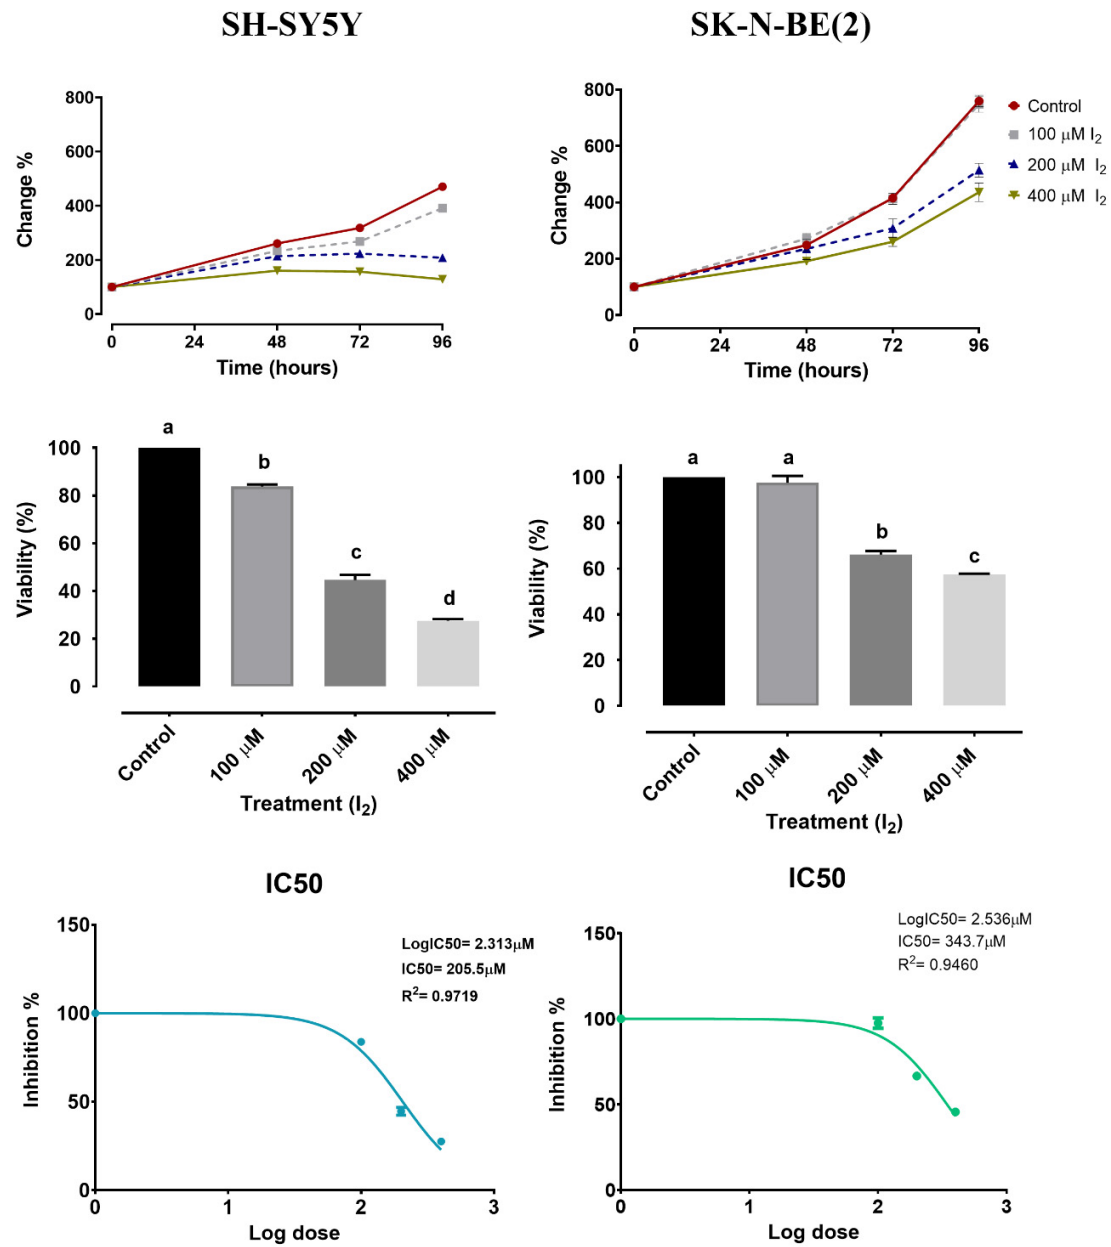 SH-SY5Y
SK-N-BE(2)
800
600
400
200
0
Change %
0 24 48 72 96
Time (hours)
800
600
400
200
0
Change %
0 24 48 72 96
Time (hours)
Control
100 μM I₂
200 μM I₂
400 μM I₂
a
b
c
d
100
80
60
40
20
0
Viability (%)
Control
100 μM
200 μM
400 μM
Treatment (I₂)
a
a
b
c
100
80
60
40
20
0
Viability (%)
Control
100 μM
200 μM
400 μM
Treatment (I₂)
IC50
150
100
50
0
Inhibition %
LogIC50= 2.313μM
IC50= 205.5μM
R²= 0.9719
0 1 2 3
Log dose
IC50
150
100
50
0
Inhibition %
LogIC50= 2.536μM
IC50= 343.7μM
R²= 0.9460
0 1 2 3
Log dose